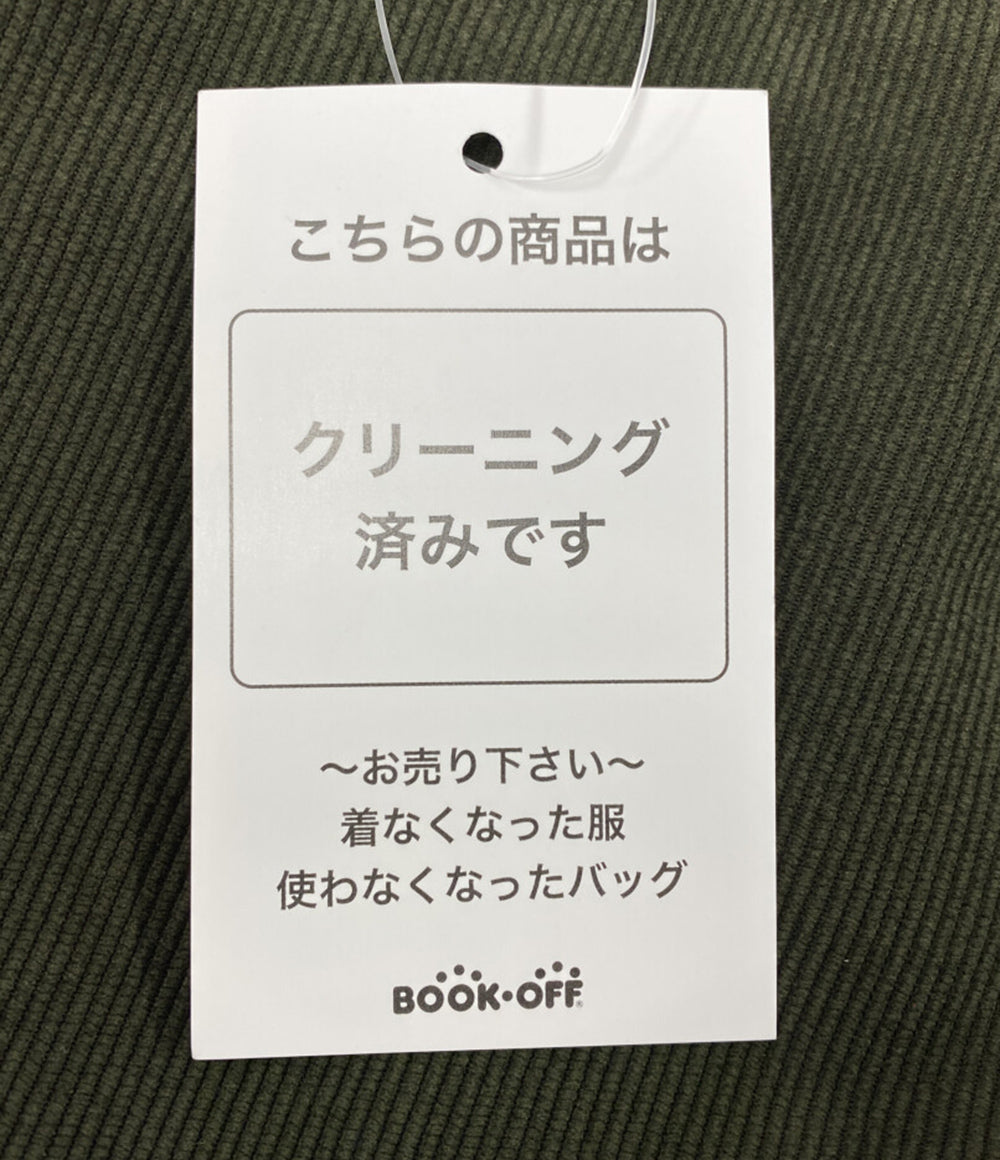 こちらの商品は
クリーニング
済みです
～お売り下さい～
着なくなった服
使わなくなったバッグ
BOOK・OFF®